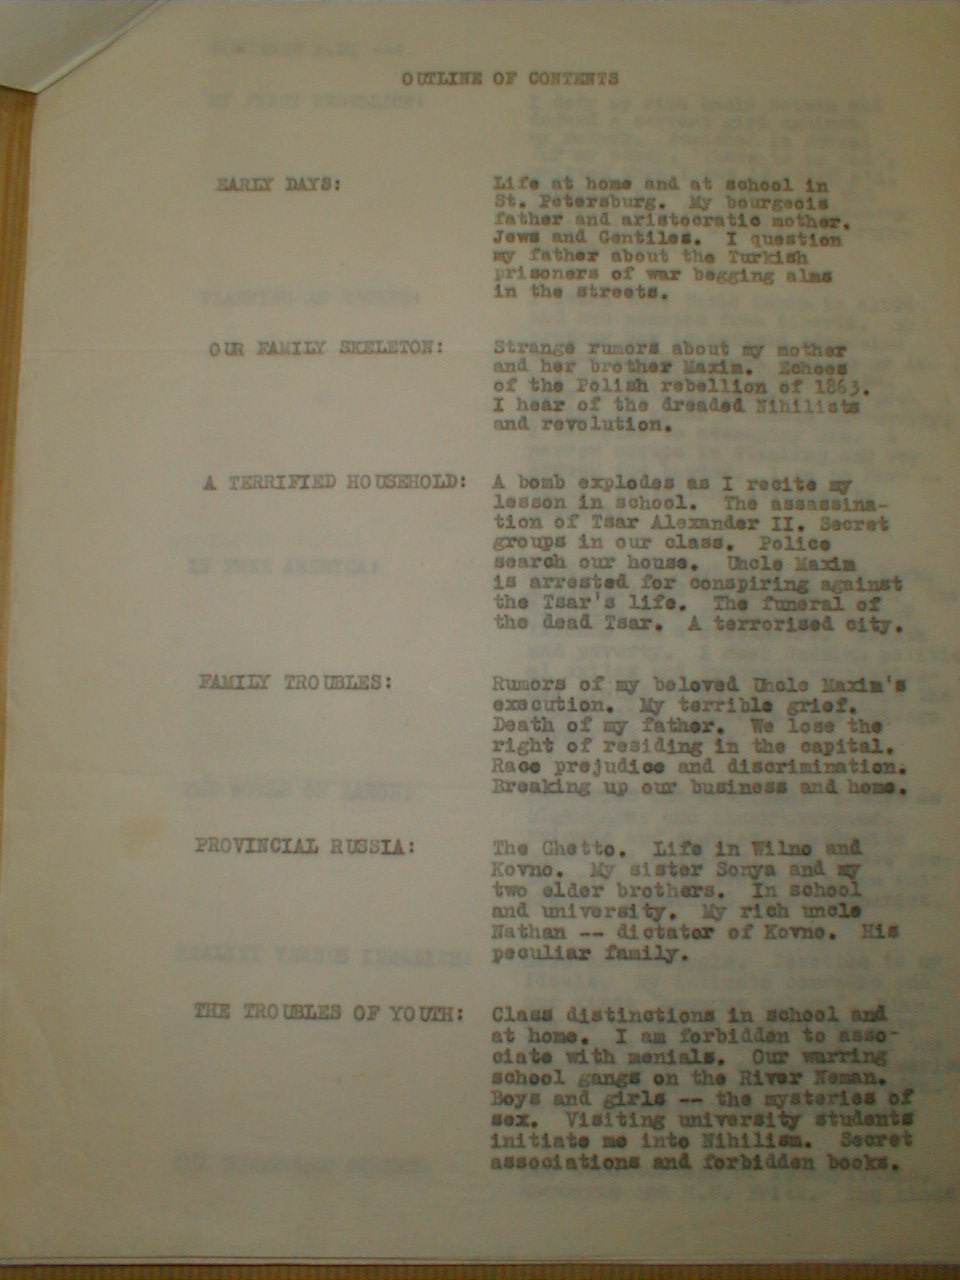 OUTLINE OF CONTENTS
EARLY DAYS:
Life at home and at school in
St. Petersburg. My bourgeois
father and aristocratic mother.
Jews and Gentiles. I question
my father about the Turkish
prisoners of war begging alms
in the streets.
OUR FAMILY SKELETON:
Strange rumors about my mother
and her brother Maxim. Echoes
of the Polish rebellion of 1863.
I hear of the dreaded Nihilists
and revolution.
A TERRIFIED HOUSEHOLD:
A bomb explodes as I recite my
lesson in school. The assassina-
tion of Tsar Alexander II. Secret
groups in our class. Police
search our house. Uncle Maxim
is arrested for conspiring against
the Tsar's life. The funeral of
the dead Tsar. A terrorised city.
FAMILY TROUBLES:
Rumors of my beloved Uncle Maxim's
execution. My terrible grief.
Death of my father. We lose the
right of residing in the capital.
Race prejudice and discrimination.
Breaking up our business and home.
PROVINCIAL RUSSIA:
The Ghetto. Life in Wilno and
Kovno. My sister Sonya and my
two elder brothers. In school
and university. My rich uncle
Nathan -- dictator of Kovno. His
peculiar family.
THE TROUBLES OF YOUTH:
Class distinctions in school and
at home. I am forbidden to asso-
ciate with menials. Our warring
school gangs on the River Neman.
Boys and girls -- the mysteries of
sex. Visiting university students
initiate me into Nihilism. Secret
associations and forbidden books.